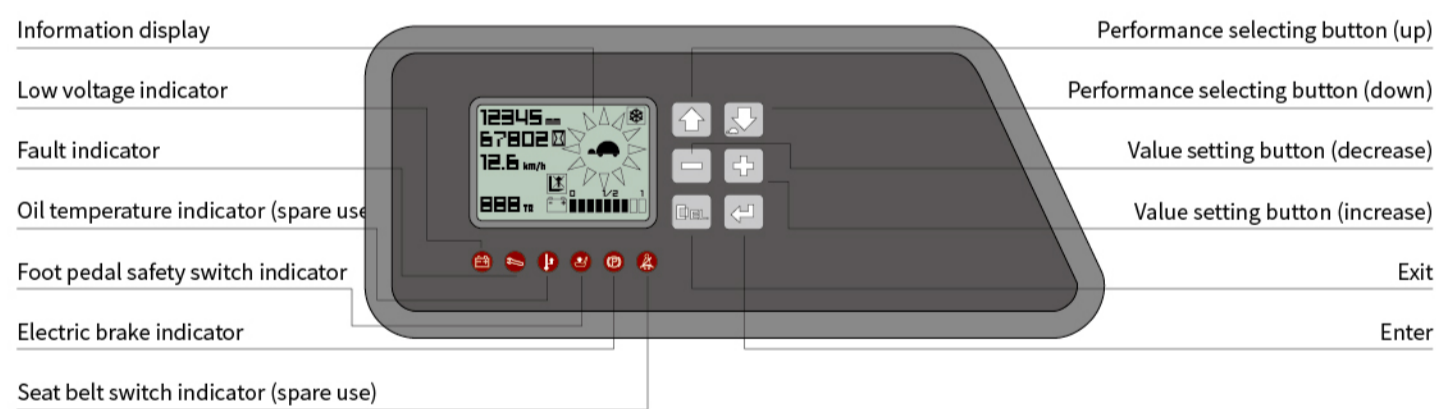 Information display
Low voltage indicator
Fault indicator
Oil temperature indicator (spare use
Foot pedal safety switch indicator
Electric brake indicator
Seat belt switch indicator (spare use)
12345
67802
12.6 km/h
0 1/2 1
888
Performance selecting button (up)
Performance selecting button (down)
Value setting button (decrease)
Value setting button (increase)
Exit
Enter